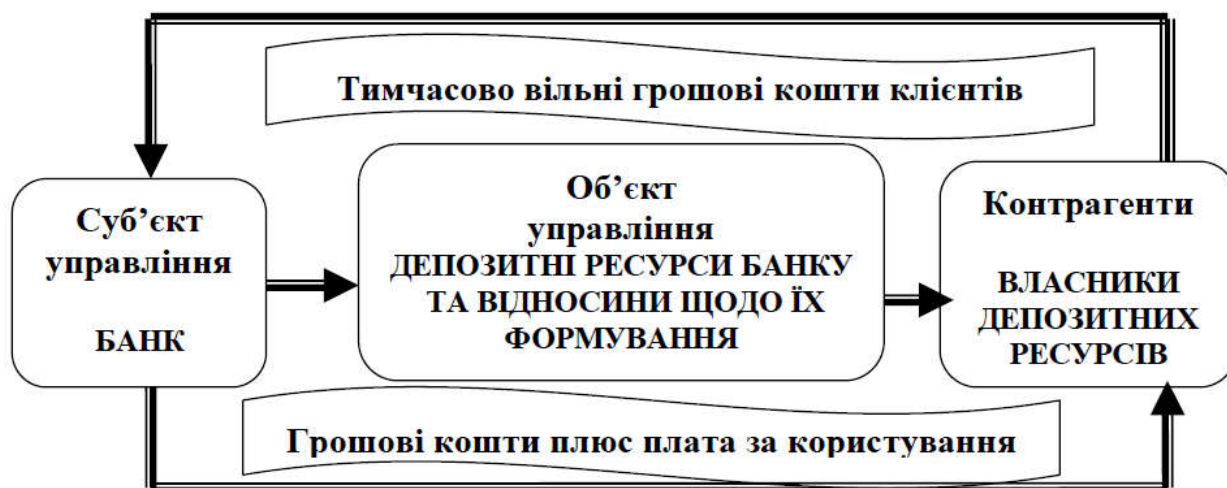 Тимчасово вільні грошові кошти клієнтів
Суб’єкт
управління
БАНК
Об’єкт
управління
ДЕПОЗИТНІ РЕСУРСИ БАНКУ
ТА ВІДНОСИНИ ЩОДО ЇХ
ФОРМУВАННЯ
Контрагенти
ВЛАСНИКИ
ДЕПОЗИТНИХ
РЕСУРСІВ
Грошові кошти плюс плата за користування